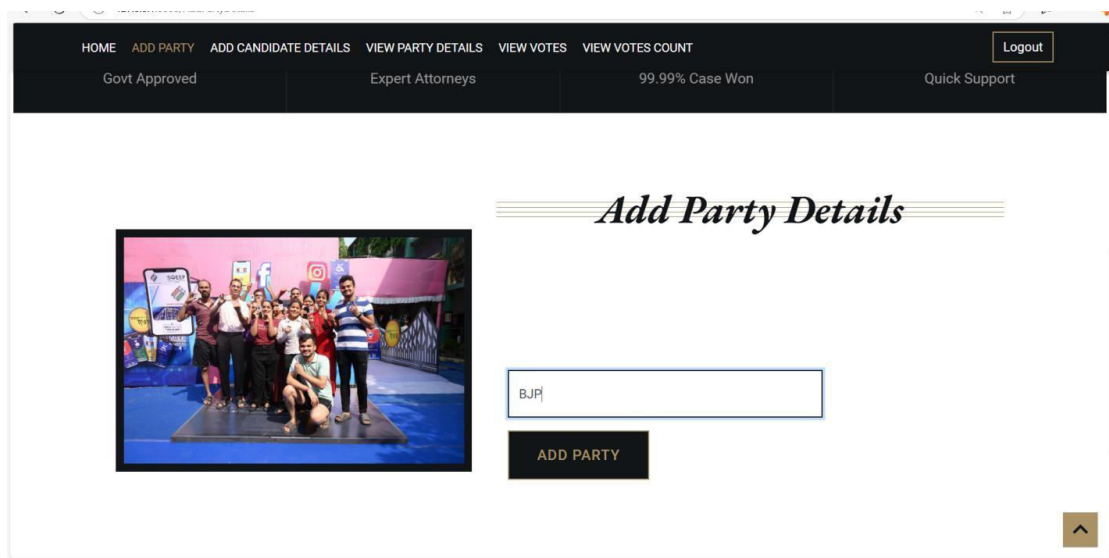 HOME ADD PARTY ADD CANDIDATE DETAILS VIEW PARTY DETAILS VIEW VOTES VIEW VOTES COUNT Logout
Govt Approved Expert Attorneys 99.99% Case Won Quick Support
Add Party Details
SVEEP
BJP
ADD PARTY